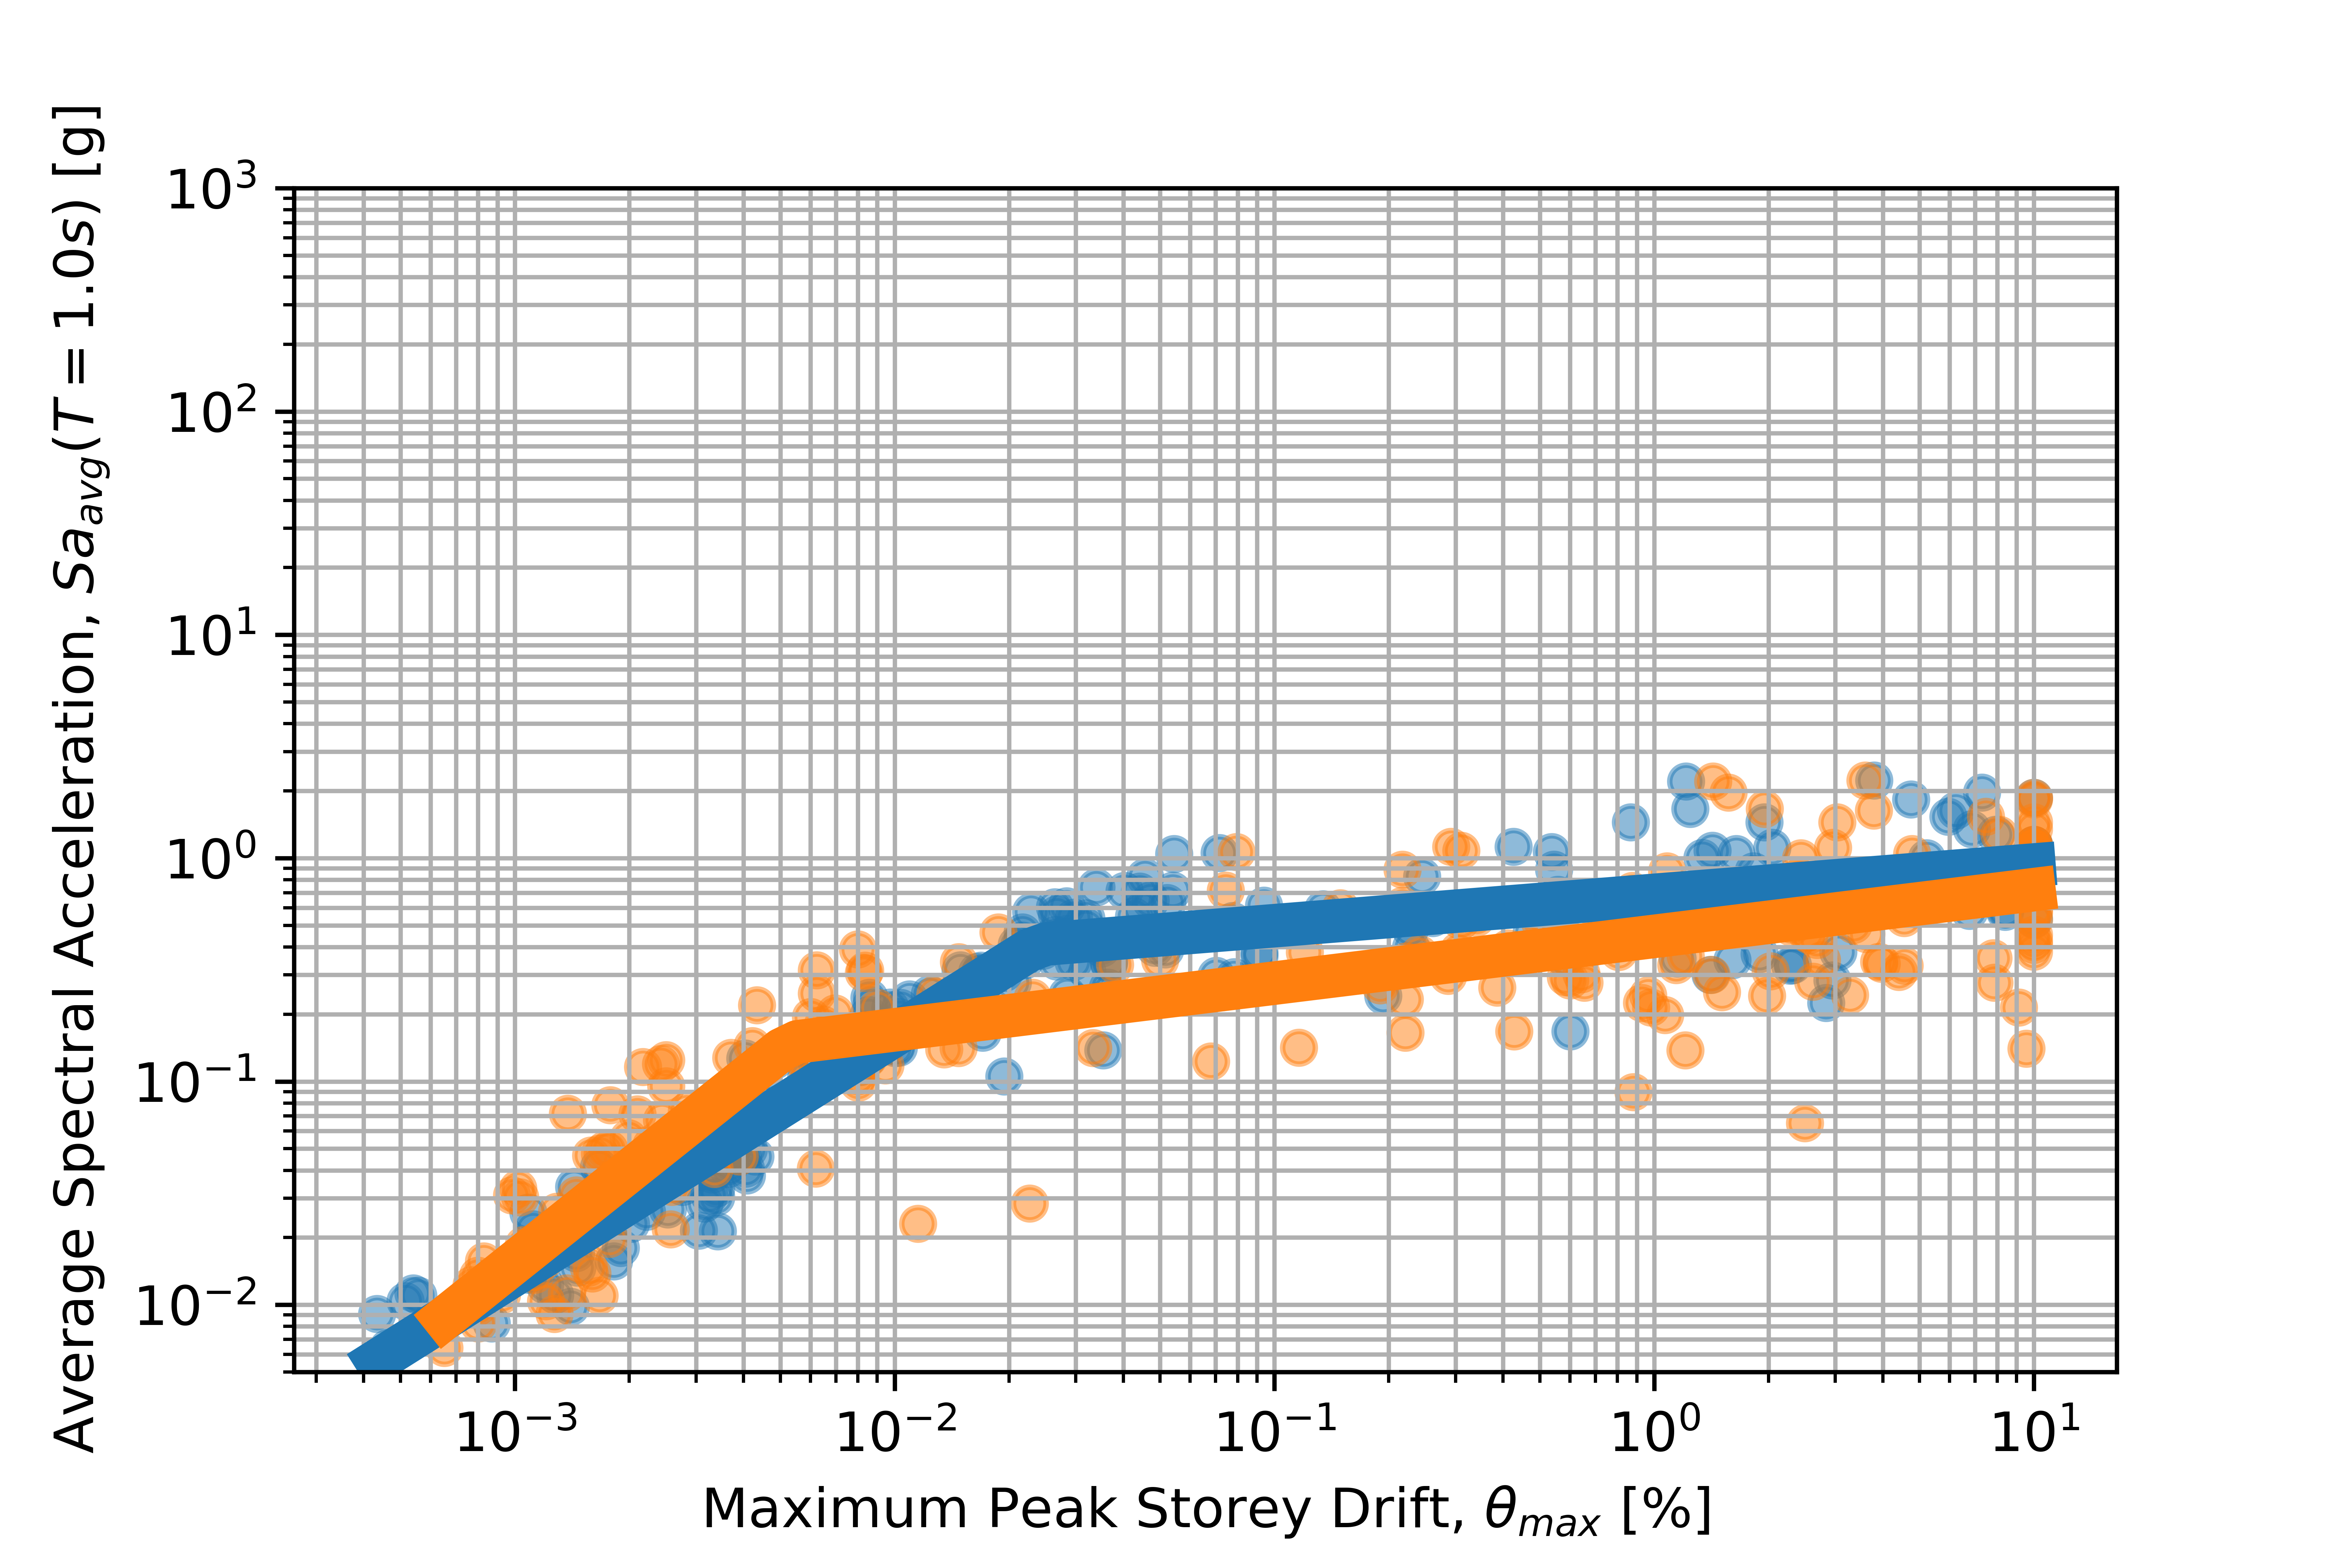 Average Spectral Acceleration, Sa_avg(T = 1.0s) [g]
10^3
10^2
10^1
10^0
10^−1
10^−2
10^−3 10^−2 10^−1 10^0 10^1
Maximum Peak Storey Drift, θ_max [%]